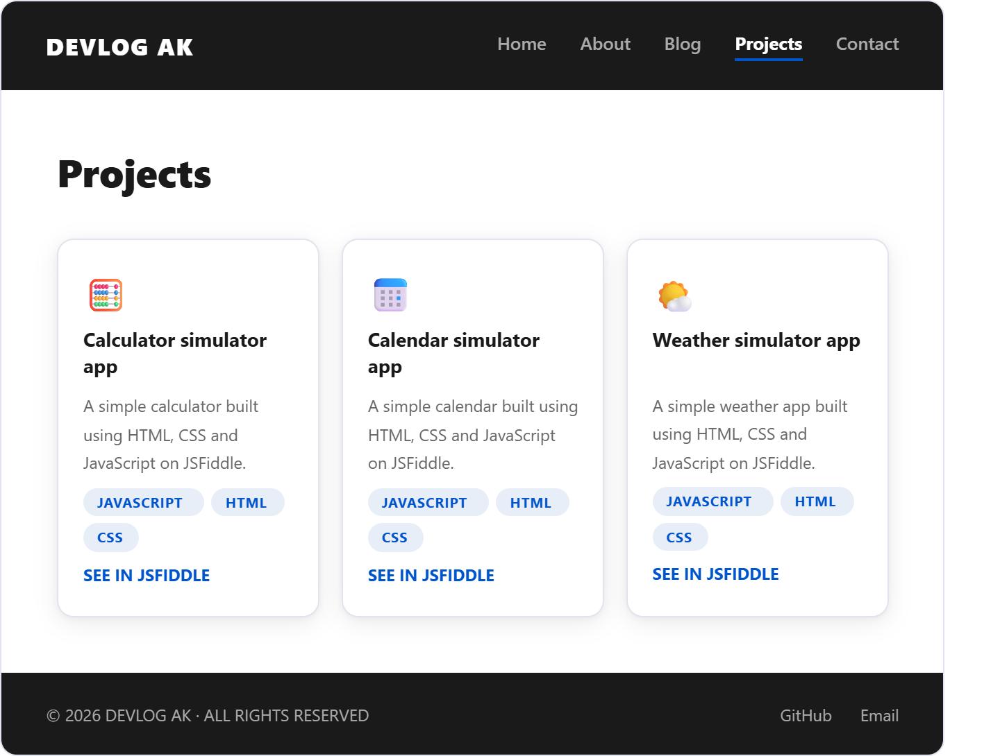 DEVLOG AK
Home About Blog Projects Contact
Projects
Calculator simulator
app
A simple calculator built
using HTML, CSS and
JavaScript on JSFiddle.
JAVASCRIPT HTML
CSS
SEE IN JSFIDDLE
Calendar simulator
app
A simple calendar built using
HTML, CSS and JavaScript
on JSFiddle.
JAVASCRIPT HTML
CSS
SEE IN JSFIDDLE
Weather simulator app
A simple weather app built
using HTML, CSS and
JavaScript on JSFiddle.
JAVASCRIPT HTML
CSS
SEE IN JSFIDDLE
© 2026 DEVLOG AK · ALL RIGHTS RESERVED
GitHub Email